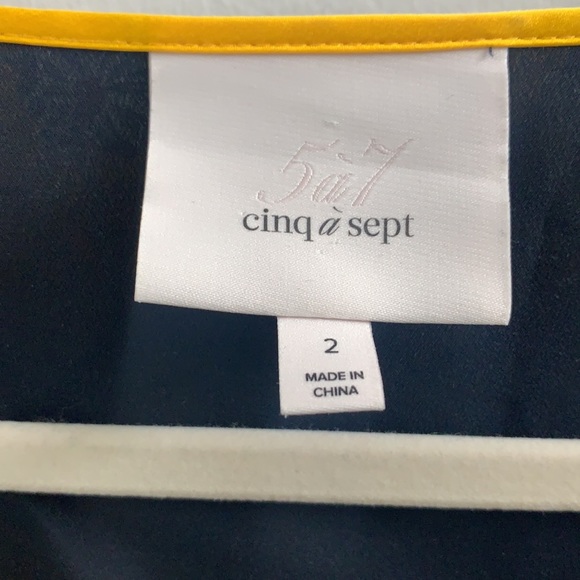 5à7
cinq à sept
2
MADE IN
CHINA